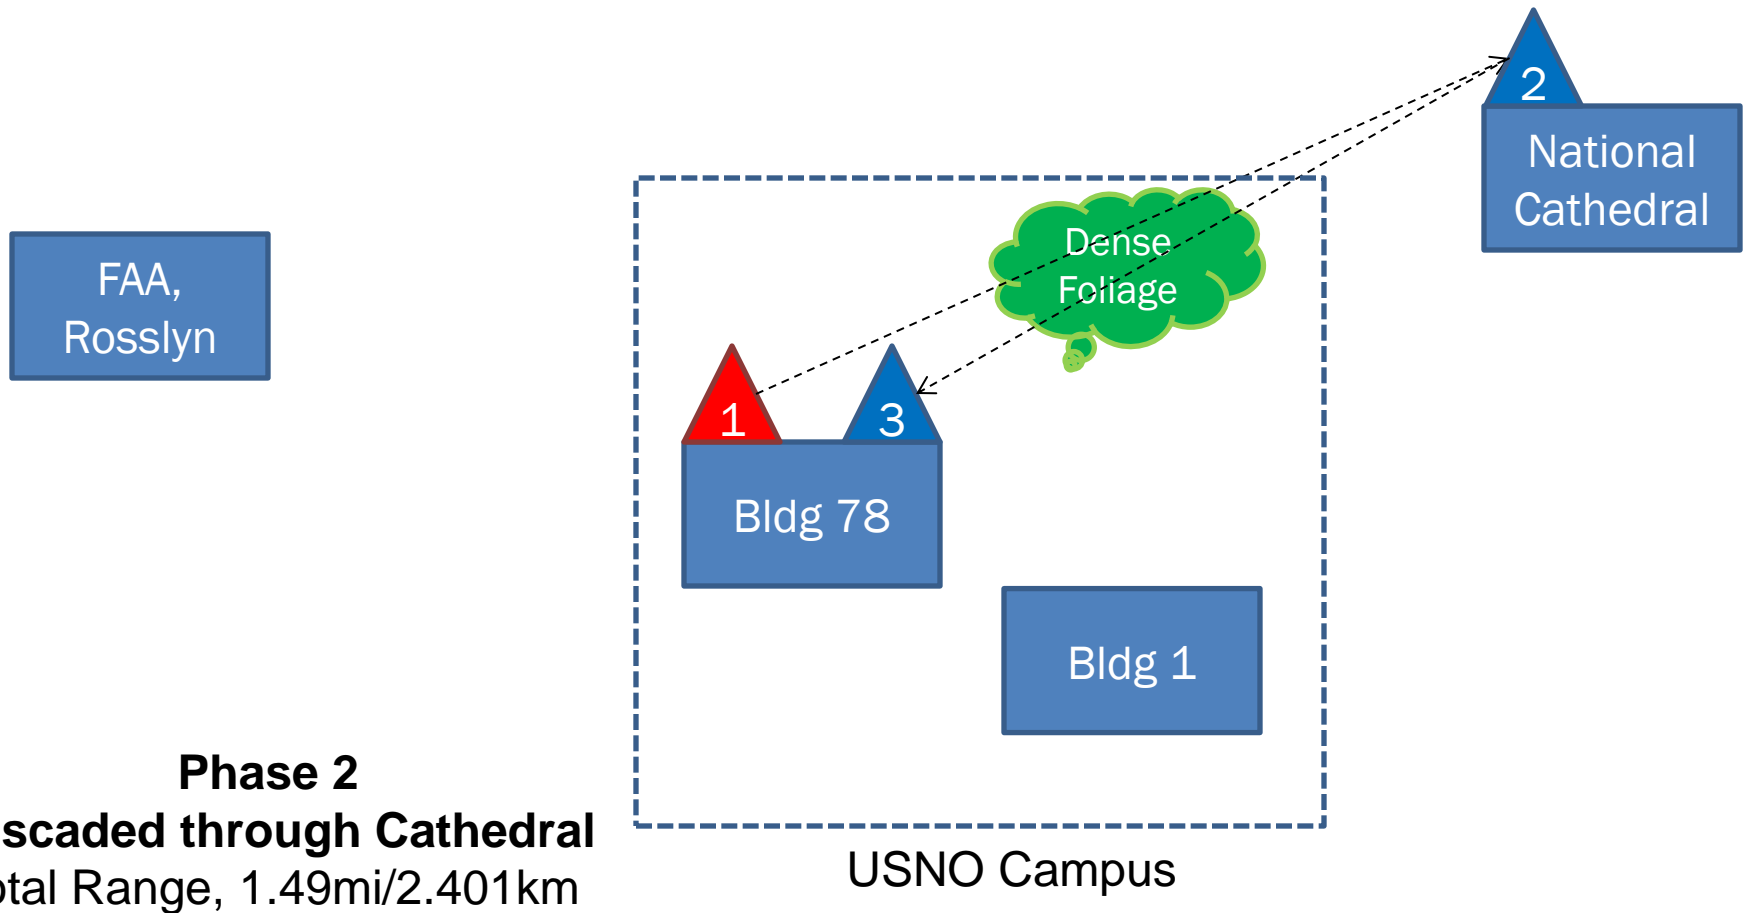 2
National
Cathedral
Dense
Foliage
FAA,
Rosslyn
1
3
Bldg 78
Bldg 1
Phase 2
scaded through Cathedral
otal Range, 1.49mi/2.401km
USNO Campus